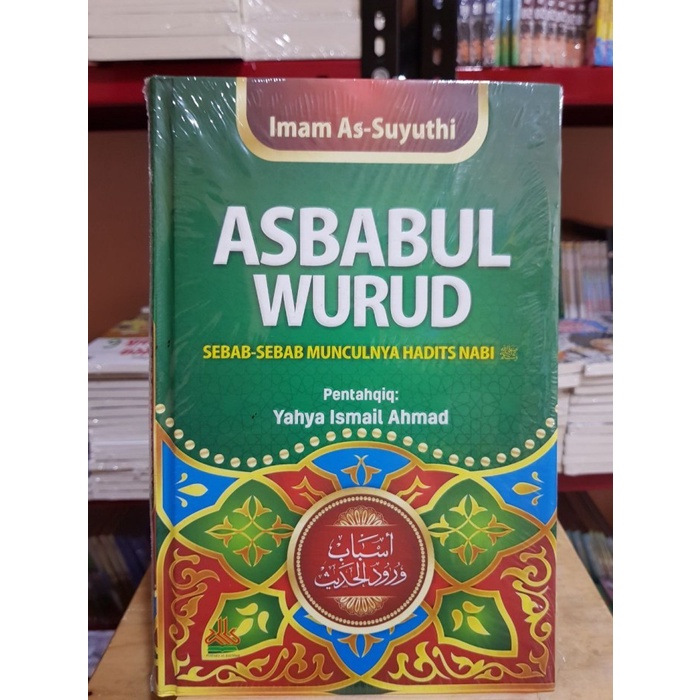 Imam As-Suyuthi
ASBABUL
WURUD
SEBAB-SEBAB MUNCULNYA HADITS NABI ﷺ
Pentahqiq:
Yahya Ismail Ahmad
أسباب
ورود الحديث